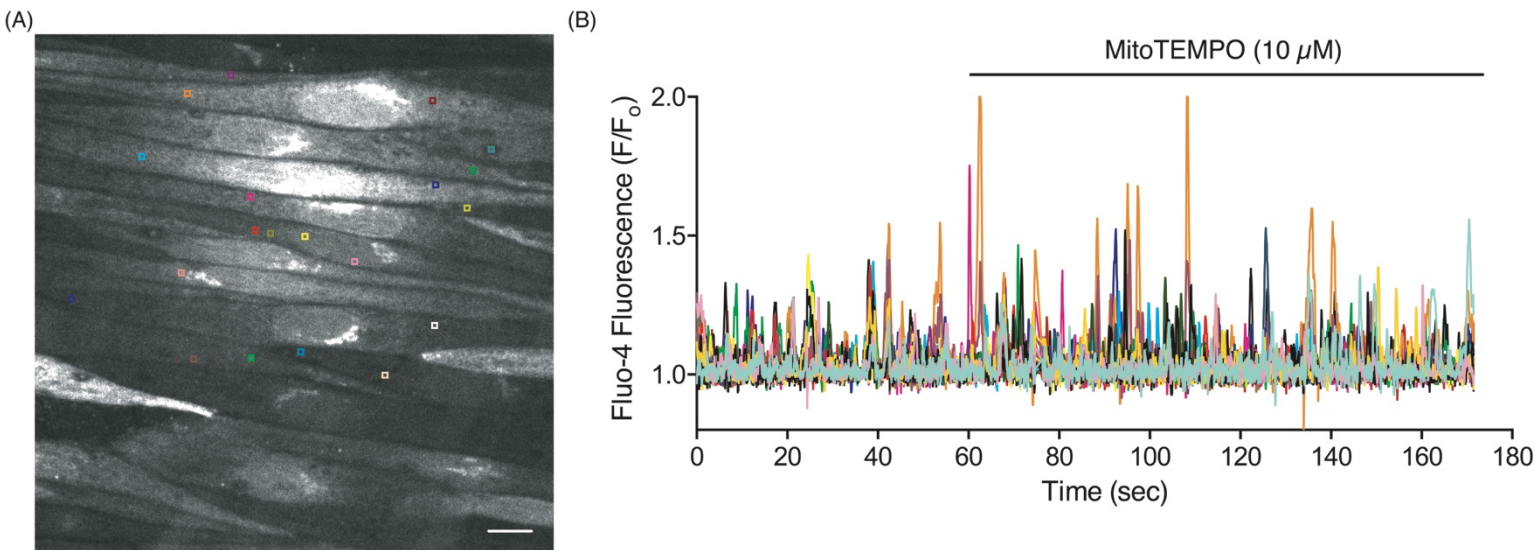 (A)
(B)
MitoTEMPO (10 µM)
Fluo-4 Fluorescence (F/Fo)
2.0
1.5
1.0
0 20 40 60 80 100 120 140 160 180
Time (sec)